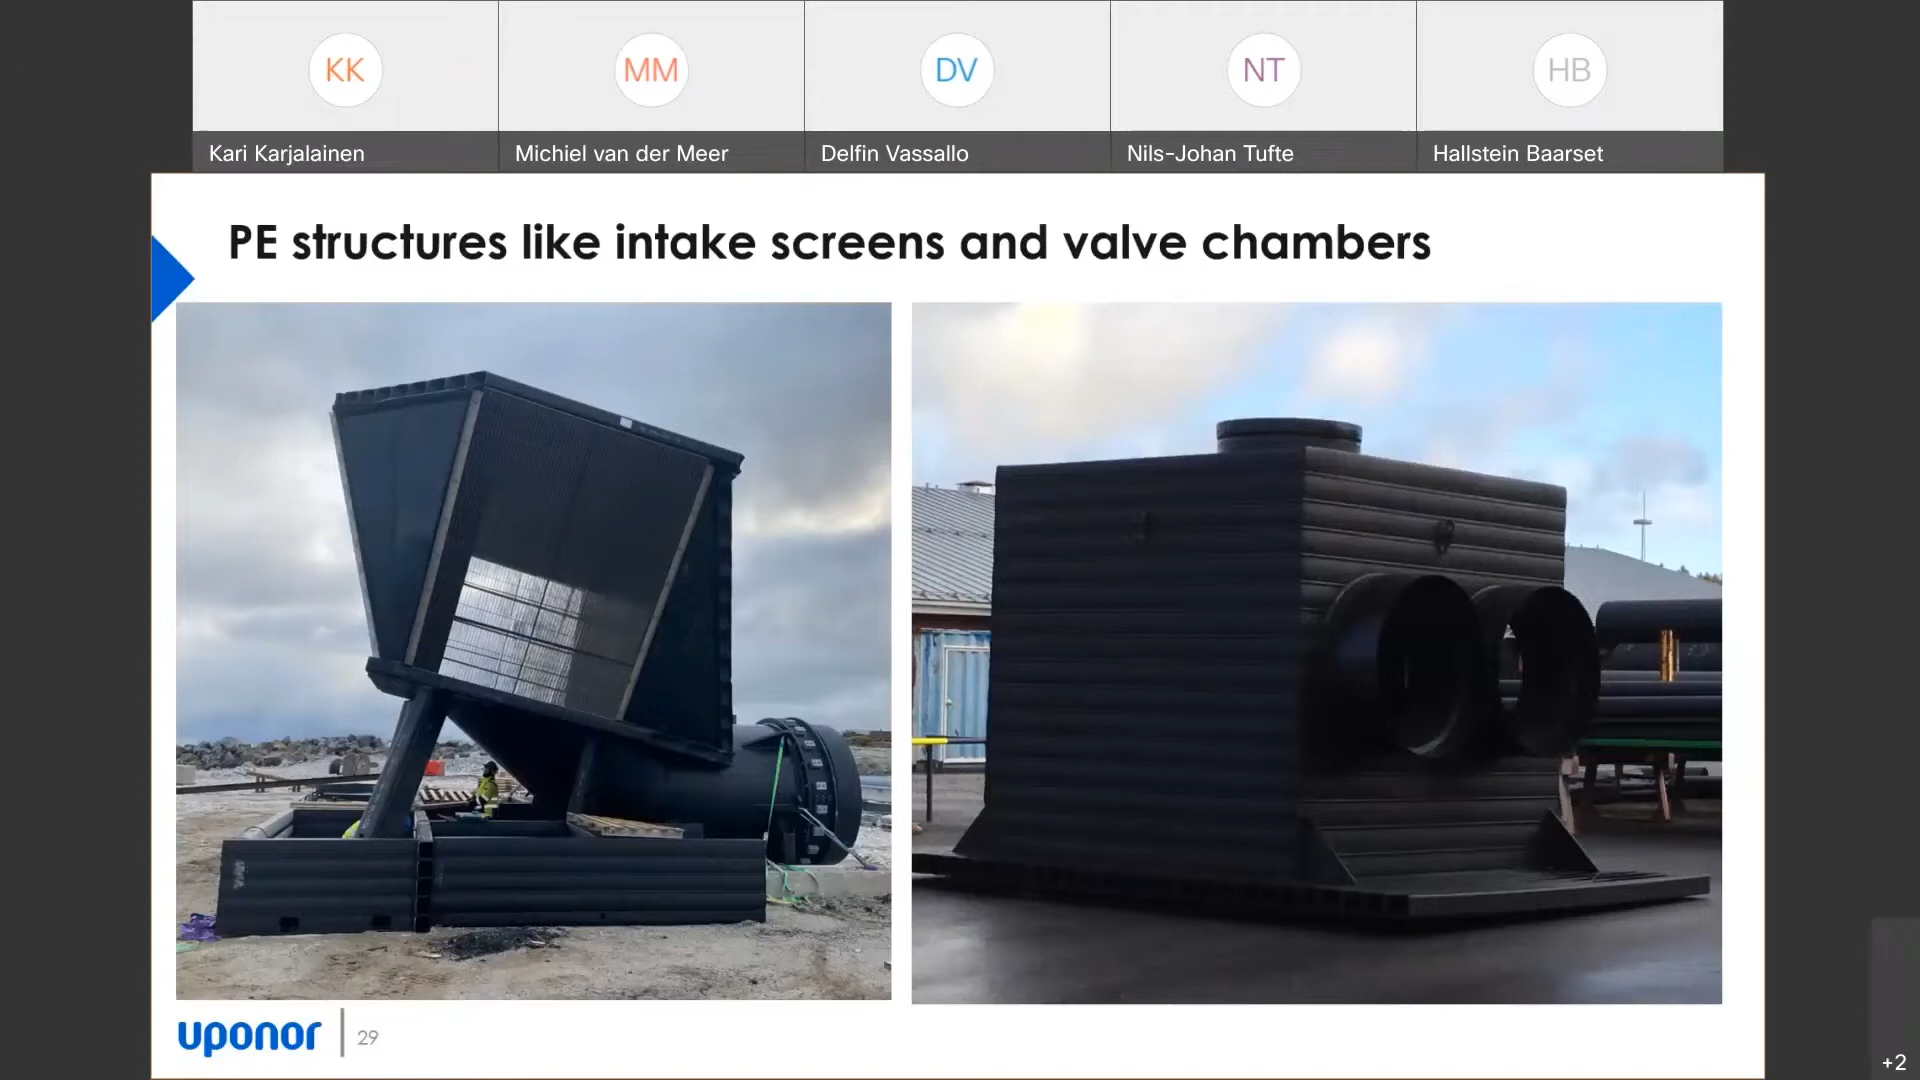 KK
MM
DV
NT
HB
Kari Karjalainen
Michiel van der Meer
Delfin Vassallo
Nils-Johan Tufte
Hallstein Baarset
PE structures like intake screens and valve chambers
uponor
29
+2